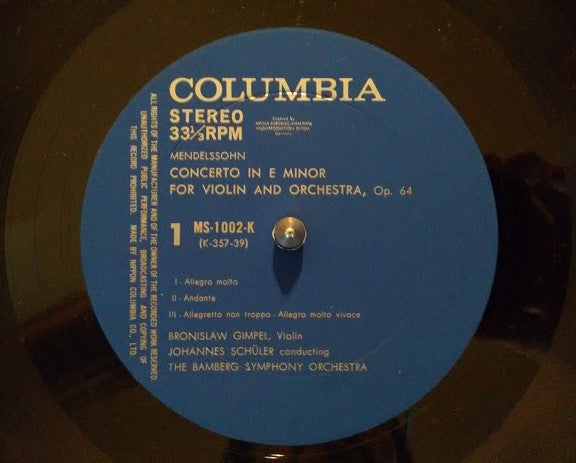 COLUMBIA
STEREO
33⅓RPM
Germany
MENDELSSOHN
CONCERTO IN E MINOR
FOR VIOLIN AND ORCHESTRA, Op. 64
1 MS-1002-K
(K-357-39)
I - Allegro molto
II - Andante
III - Allegretto non troppo - Allegro molto vivace
BRONISLAW GIMPEL, Violin
JOHANNES SCHÜLER conducting
THE BAMBERG SYMPHONY ORCHESTRA
ALL RIGHTS OF THE MANUFACTURER AND OF THE OWNER OF THE RECORDED WORK RESERVED.
UNAUTHORIZED PUBLIC PERFORMANCE, BROADCASTING AND COPYING OF
THIS RECORD PROHIBITED. MADE BY NIPPON COLUMBIA CO., LTD.